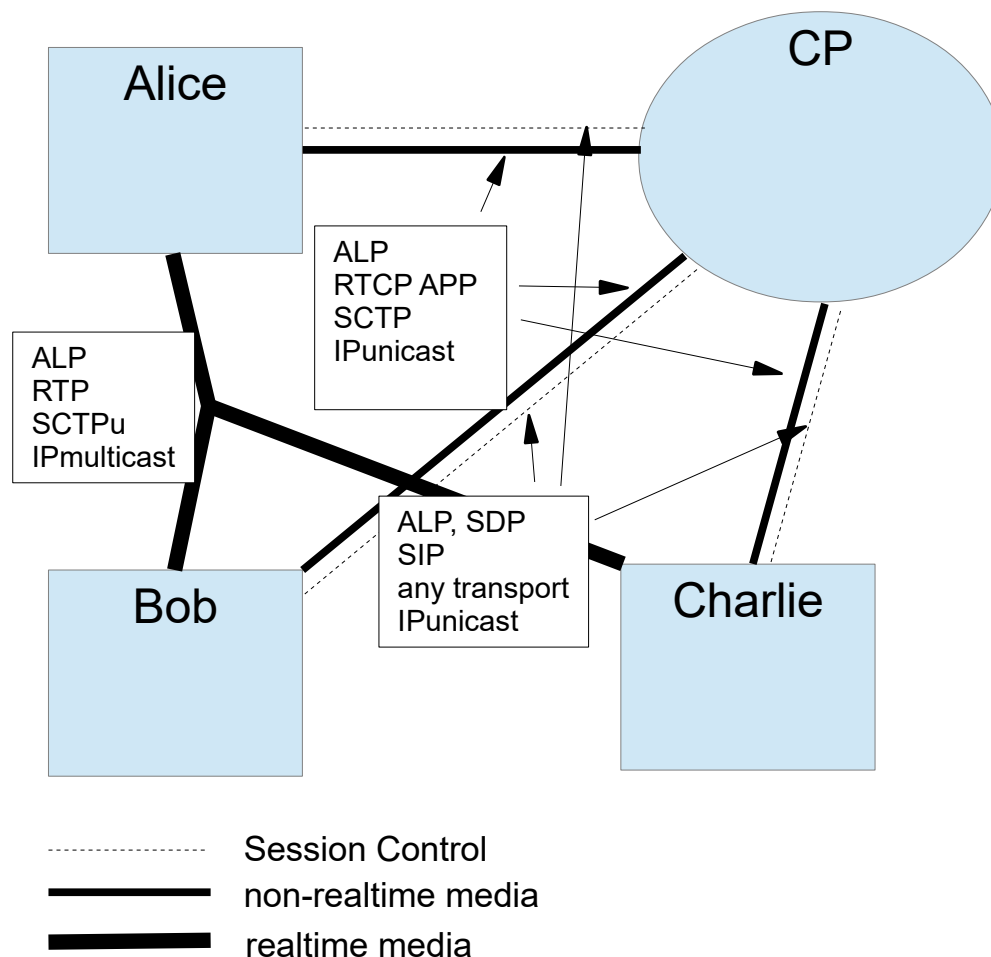 Alice
CP
ALP
RTCP APP
SCTP
IPunicast
ALP
RTP
SCTPu
IPmulticast
ALP, SDP
SIP
any transport
IPunicast
Bob
Charlie
Session Control
non-realtime media
realtime media